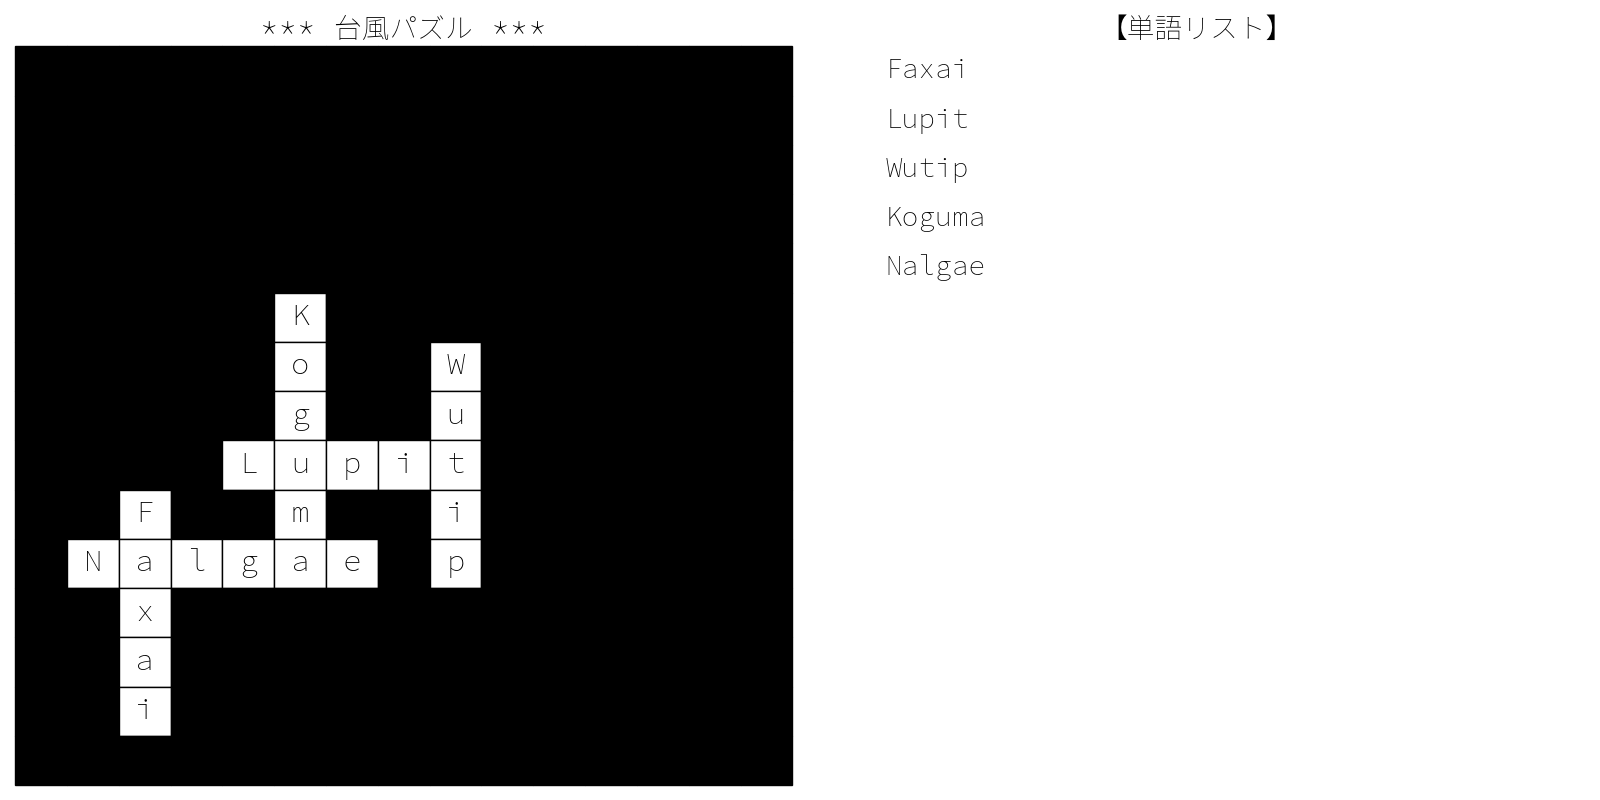 *** 台風パズル ***
K
o W
g u
L u p i t
F m i
N a l g a e p
x
a
i
【単語リスト】
Faxai
Lupit
Wutip
Koguma
Nalgae